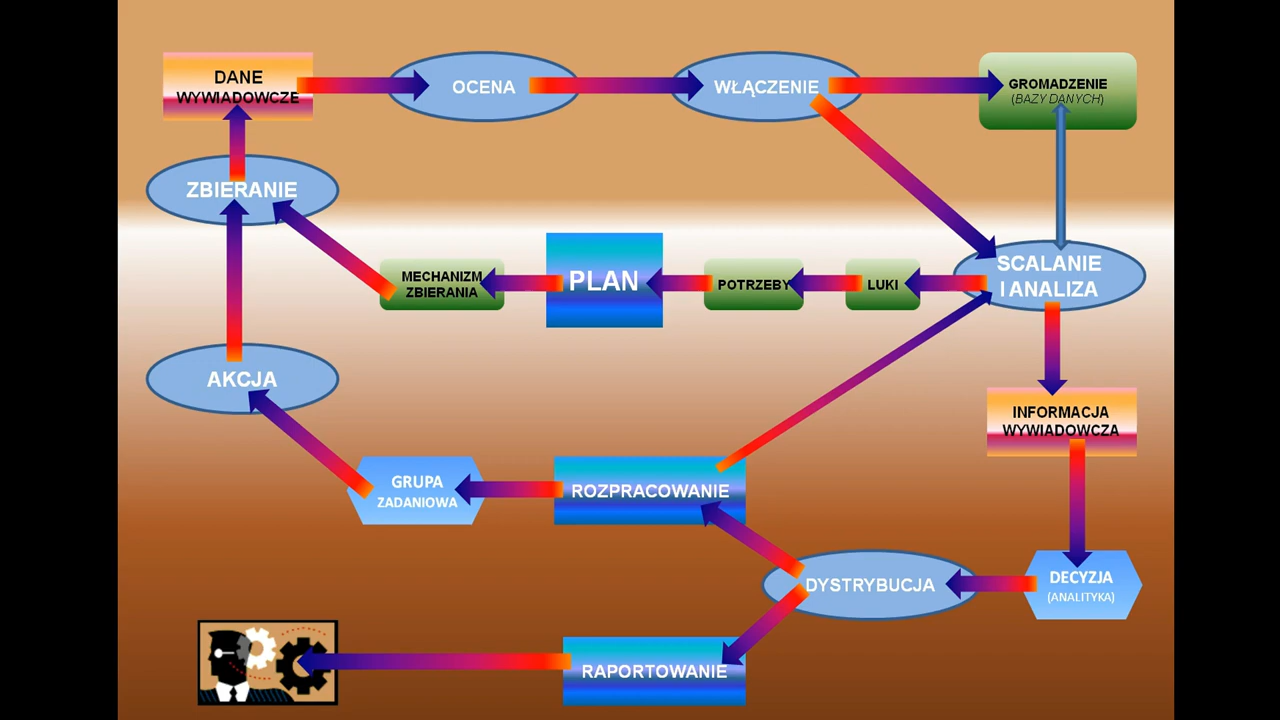 DANE
WYWIADOWCZE
OCENA
WŁĄCZENIE
GROMADZENIE
(BAZY DANYCH)
ZBIERANIE
MECHANIZM
ZBIERANIA
PLAN
POTRZEBY
LUKI
SCALANIE
I ANALIZA
AKCJA
INFORMACJA
WYWIADOWCZA
GRUPA
ZADANIOWA
ROZPRACOWANIE
DYSTRYBUCJA
DECYZJA
(ANALITYKA)
RAPORTOWANIE